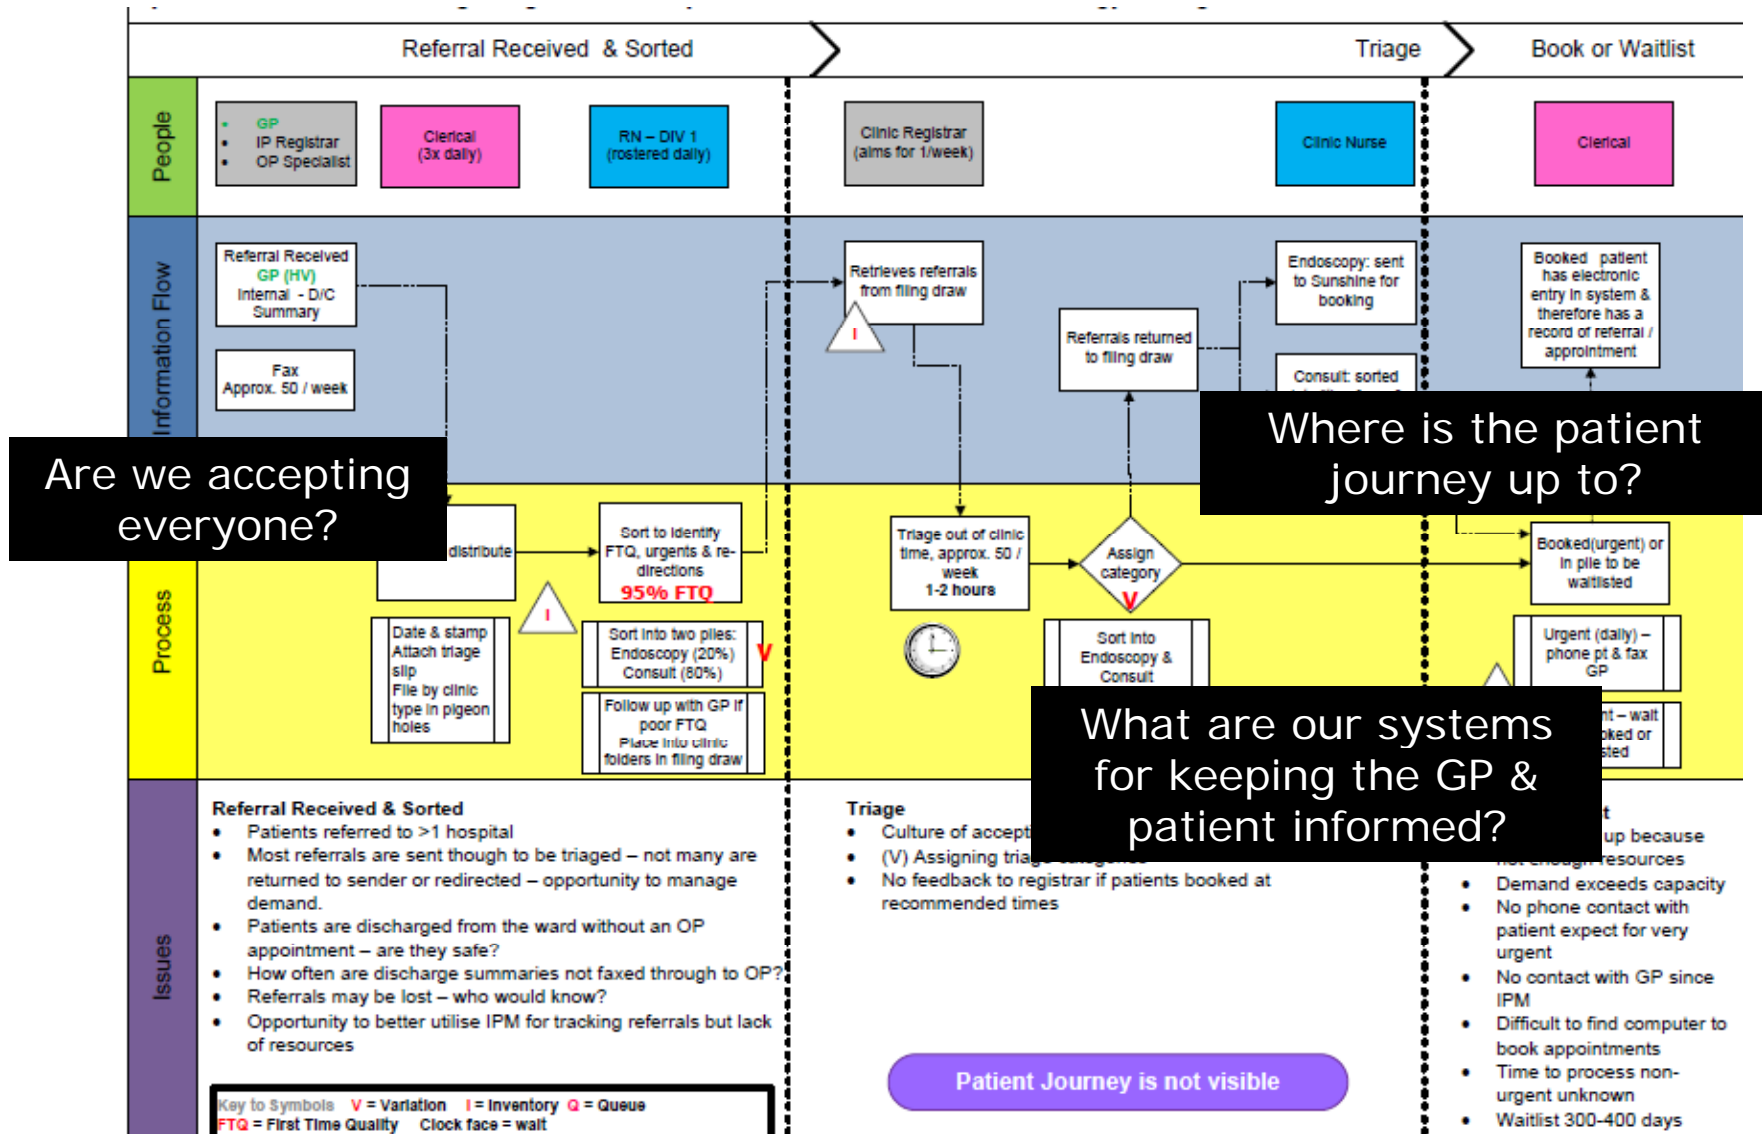 Referral Received & Sorted
Triage
Book or Waitlist
People
GP
IP Registrar
OP Specialist
Clerical
(3x daily)
RN – DIV 1
(rostered daily)
Clinic Registrar
(aims for 1/week)
Clinic Nurse
Clerical
Information Flow
Referral Received
GP (HV)
Internal - D/C
Summary
Fax
Approx. 50 / week
Retrieves referrals
from filing draw
I
Referrals returned
to filing draw
Endoscopy: sent
to Sunshine for
booking
Consult: sorted
Booked patient
has electronic
entry in system &
therefore has a
record of referral /
appointment
Are we accepting
everyone?
Where is the patient
journey up to?
What are our systems
for keeping the GP &
patient informed?
Process
distribute
Date & stamp
Attach triage
slip
File by clinic
type in pigeon
holes
I
Sort to identify
FTQ, urgents & re-
directions
95% FTQ
Sort into two piles:
Endoscopy (20%)
Consult (80%)
V
Follow up with GP if
poor FTQ
Place into clinic
folders in filing draw
Triage out of clinic
time, approx. 50 /
week
1-2 hours
Assign
category
V
Sort into
Endoscopy &
Consult
Booked(urgent) or
in pile to be
waitlisted
Urgent (daily) –
phone pt & fax
GP
– wait
or
Issues
Referral Received & Sorted
• Patients referred to >1 hospital
• Most referrals are sent though to be triaged – not many are
returned to sender or redirected – opportunity to manage
demand.
• Patients are discharged from the ward without an OP
appointment – are they safe?
• How often are discharge summaries not faxed through to OP?
• Referrals may be lost – who would know?
• Opportunity to better utilise IPM for tracking referrals but lack
of resources
Triage
• Culture of
• (V) Assigning triage categories
• No feedback to registrar if patients booked at
recommended times
up because
not enough resources
• Demand exceeds capacity
• No phone contact with
patient expect for very
urgent
• No contact with GP since
IPM
• Difficult to find computer to
book appointments
• Time to process non-
urgent unknown
• Waitlist 300-400 days
Patient Journey is not visible
Key to Symbols V = Variation I = Inventory Q = Queue
FTQ = First Time Quality Clock face = wait